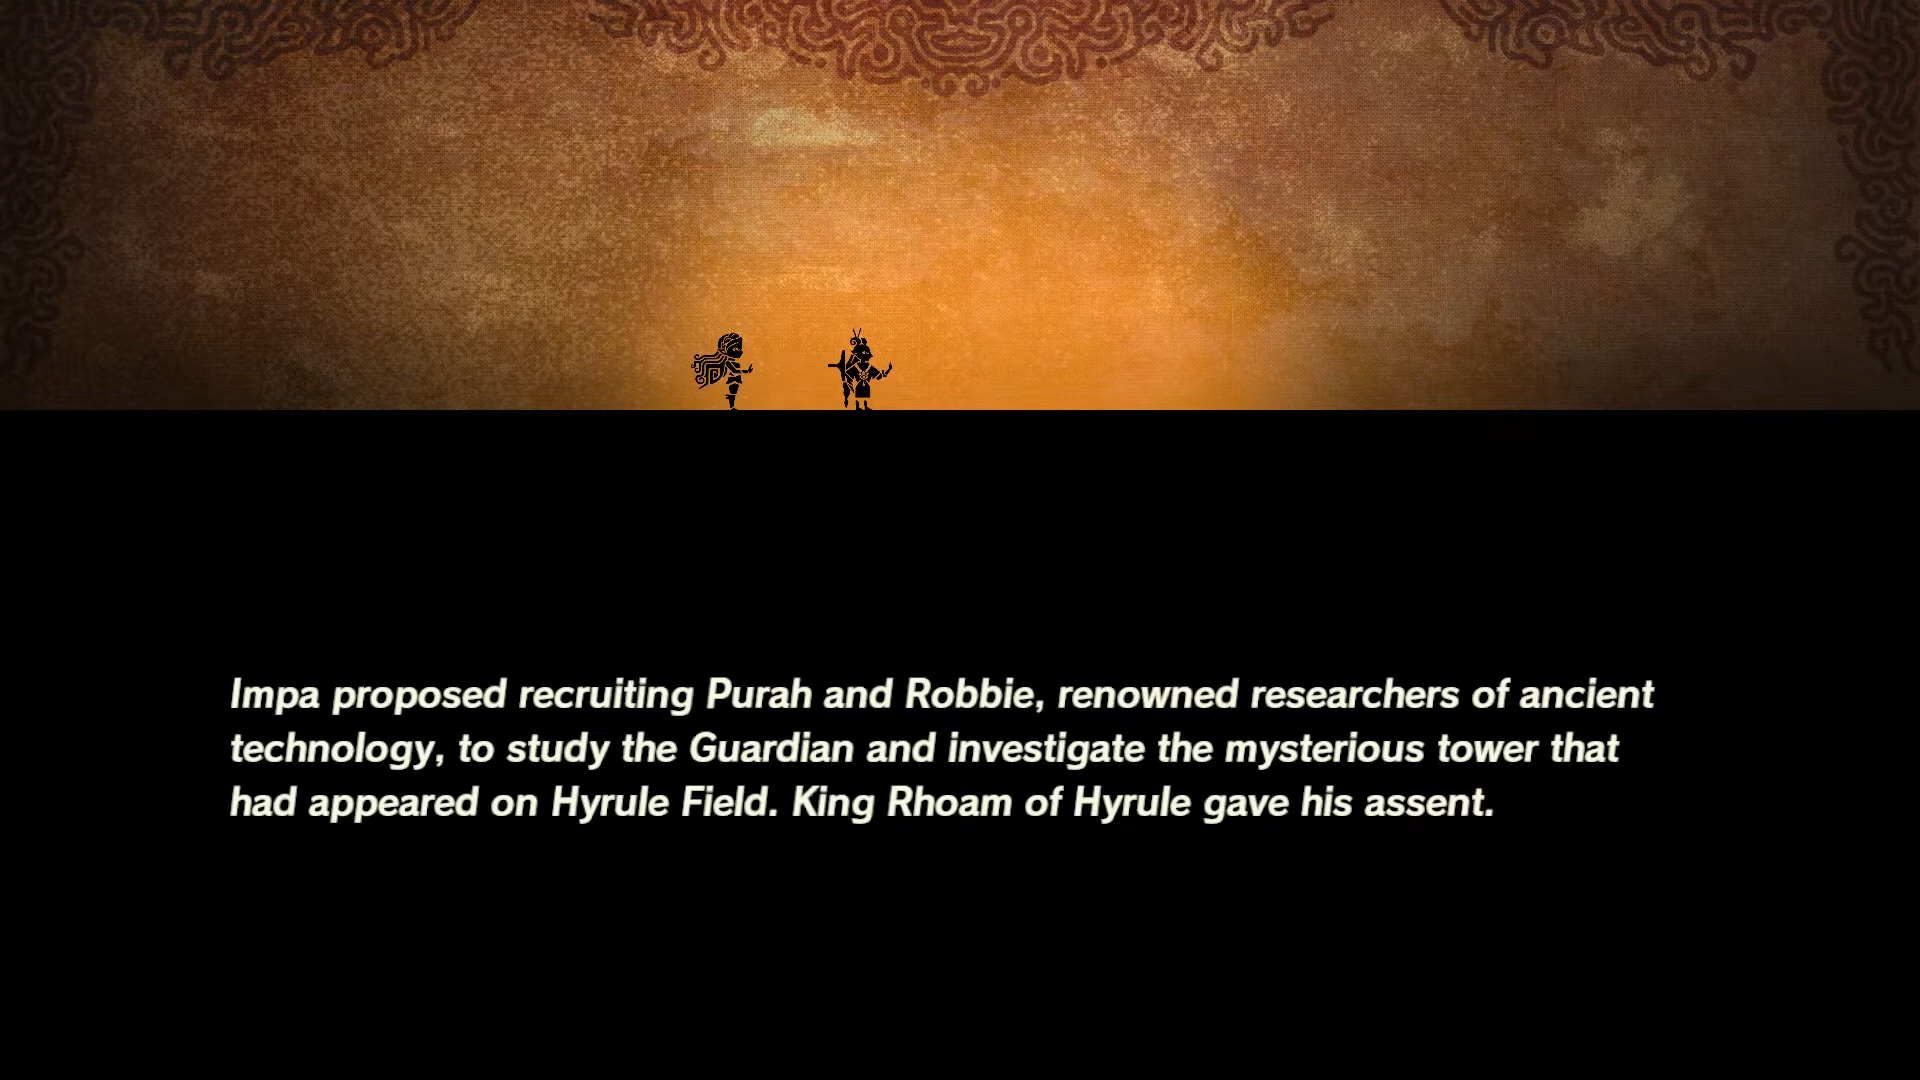 Impa proposed recruiting Purah and Robbie, renowned researchers of ancient
technology, to study the Guardian and investigate the mysterious tower that
had appeared on Hyrule Field. King Rhoam of Hyrule gave his assent.